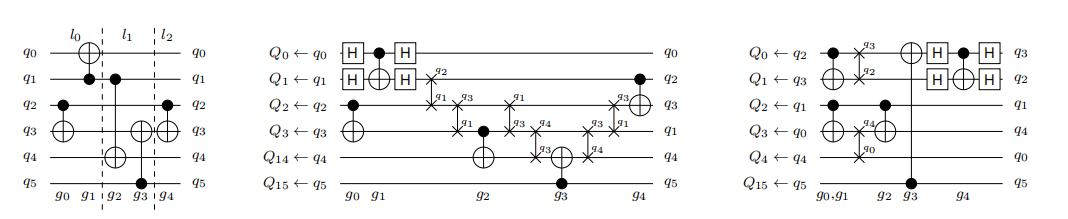 l₀ l₁ l₂
q₀ q₀
q₁ q₁
q₂ q₂
q₃ q₃
q₄ q₄
q₅ q₅
g₀ g₁ g₂ g₃ g₄
Q₀ ← q₀ H H q₀
Q₁ ← q₁ H H q₂ q₂
Q₂ ← q₂ q₁ q₃ q₁ q₃ q₃
Q₃ ← q₃ q₁ q₃ q₄ q₃ q₁ q₁
Q₁₄ ← q₄ q₃ q₄ q₄
Q₁₅ ← q₅ q₅
g₀ g₁ g₂ g₃ g₄
Q₀ ← q₂ q₃ H H q₃
Q₁ ← q₃ q₂ H H q₂
Q₂ ← q₁ q₁
Q₃ ← q₀ q₄ q₄
Q₄ ← q₄ q₀ q₀
Q₁₅ ← q₅ q₅
g₀,g₁ g₂ g₃ g₄